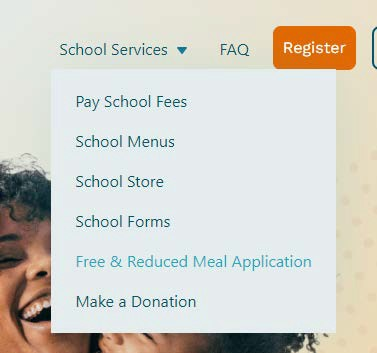 School Services
FAQ
Register
Pay School Fees
School Menus
School Store
School Forms
Free & Reduced Meal Application
Make a Donation